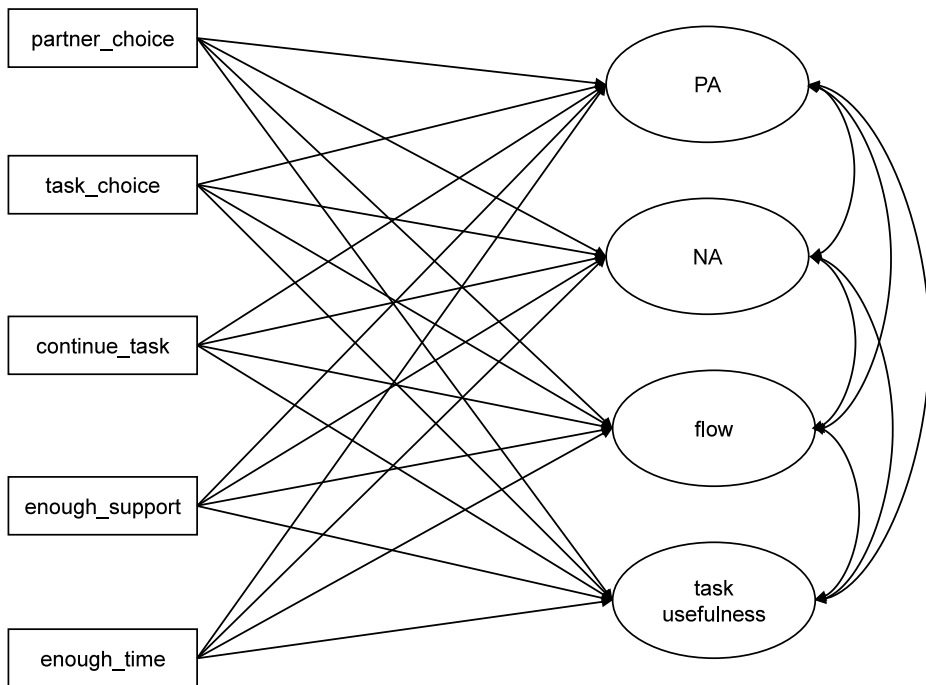 partner_choice
task_choice
continue_task
enough_support
enough_time
PA
NA
flow
task
usefulness